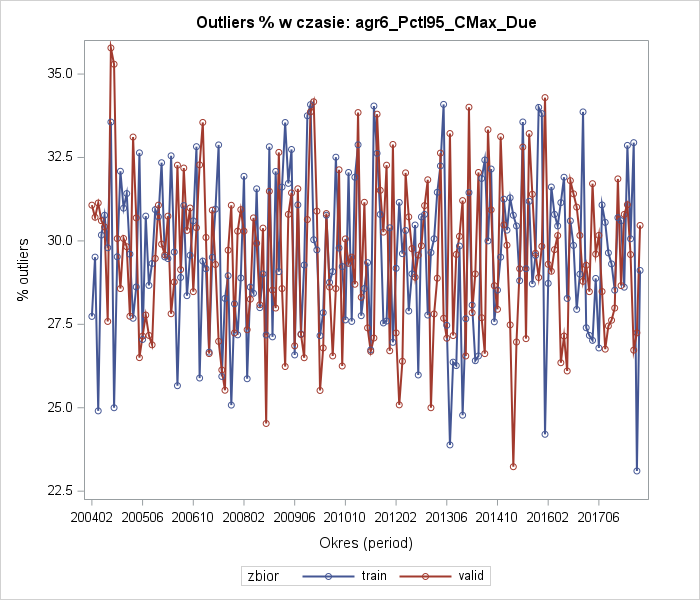 Outliers % w czasie: agr6_Pctl95_CMax_Due
35.0
32.5
30.0
27.5
25.0
22.5
% outliers
200402 200506 200610 200802 200906 201010 201202 201306 201410 201602 201706
Okres (period)
zbior train valid